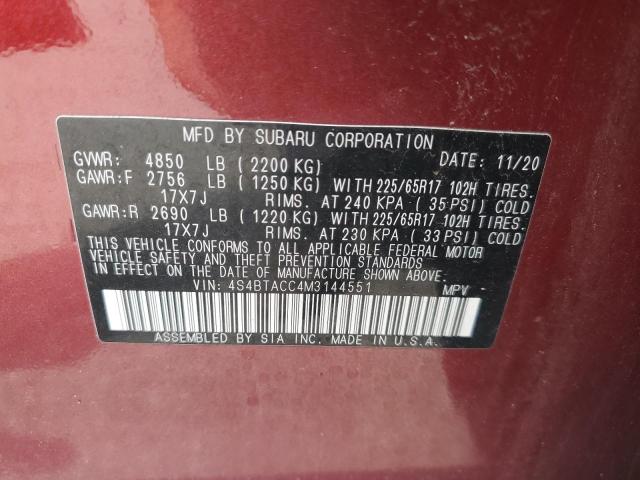 MFD BY SUBARU CORPORATION
GVWR: 4850 LB (2200 KG) DATE: 11/20
GAWR:F 2756 LB (1250 KG) WITH 225/65R17 102H TIRES.
17X7J RIMS. AT 240 KPA (35 PSI) COLD
GAWR:R 2690 LB (1220 KG) WITH 225/65R17 102H TIRES.
17X7J RIMS. AT 230 KPA (33 PSI) COLD
THIS VEHICLE CONFORMS TO ALL APPLICABLE FEDERAL MOTOR
VEHICLE SAFETY AND THEFT PREVENTION STANDARDS
IN EFFECT ON THE DATE OF MANUFACTURE SHOWN ABOVE.
VIN: 4S4BTACC4M3144551 MPV
ASSEMBLED BY SIA INC. MADE IN U.S.A.